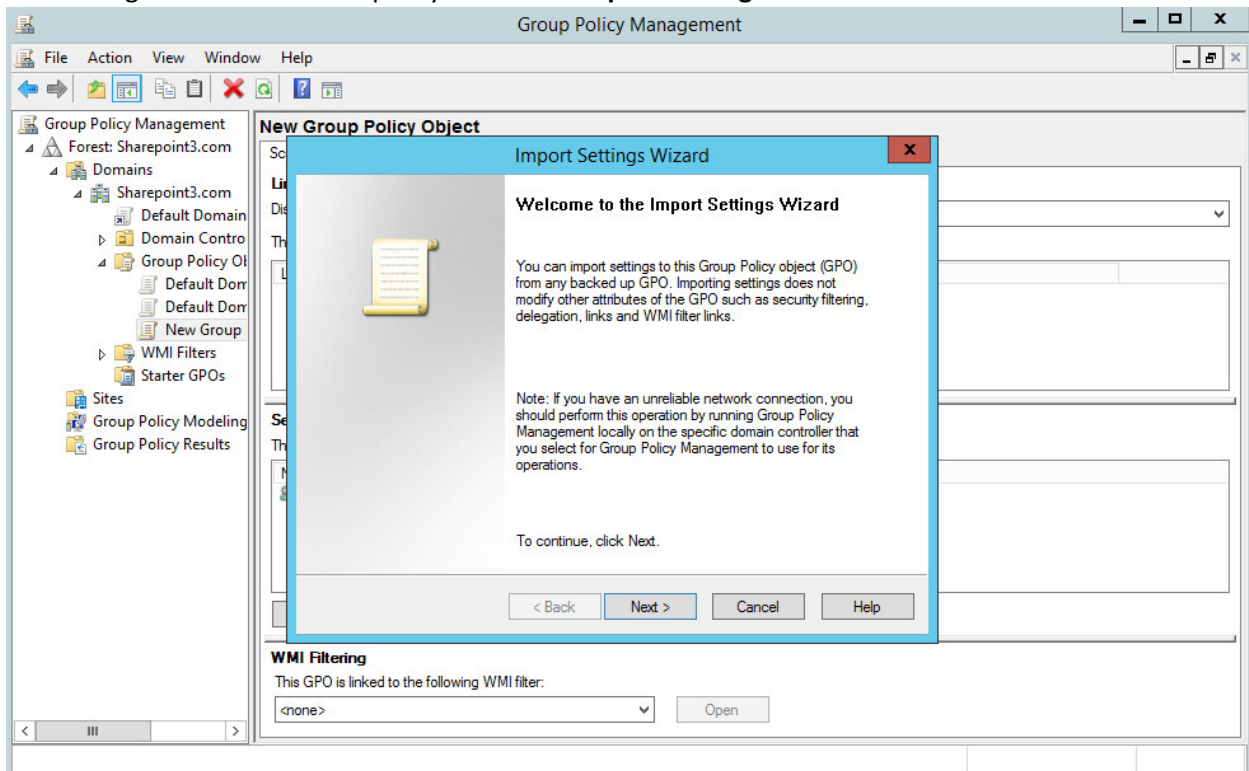 Group Policy Management
File Action View Window Help
Group Policy Management
Forest: Sharepoint3.com
Domains
Sharepoint3.com
Default Domain
Domain Contro
Group Policy Ol
Default Dom
Default Dom
New Group
WMI Filters
Starter GPOs
Sites
Group Policy Modeling
Group Policy Results
New Group Policy Object
Sc
Dis
Th
Se
Th
Import Settings Wizard
Welcome to the Import Settings Wizard
You can import settings to this Group Policy object (GPO)
from any backed up GPO. Importing settings does not
modify other attributes of the GPO such as security filtering,
delegation, links and WMI filter links.
Note: If you have an unreliable network connection, you
should perform this operation by running Group Policy
Management locally on the specific domain controller that
you select for Group Policy Management to use for its
operations.
To continue, click Next.
< Back Next > Cancel Help
WMI Filtering
This GPO is linked to the following WMI filter:
<none> Open